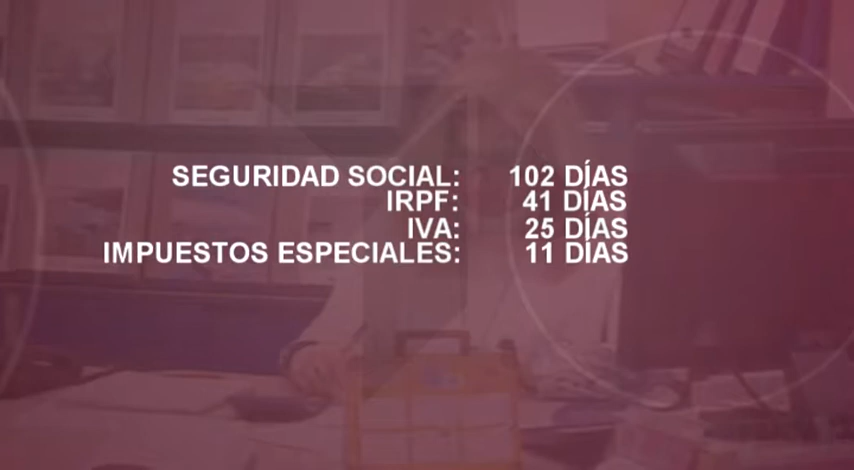 SEGURIDAD SOCIAL: 102 DÍAS
IRPF: 41 DÍAS
IVA: 25 DÍAS
IMPUESTOS ESPECIALES: 11 DÍAS